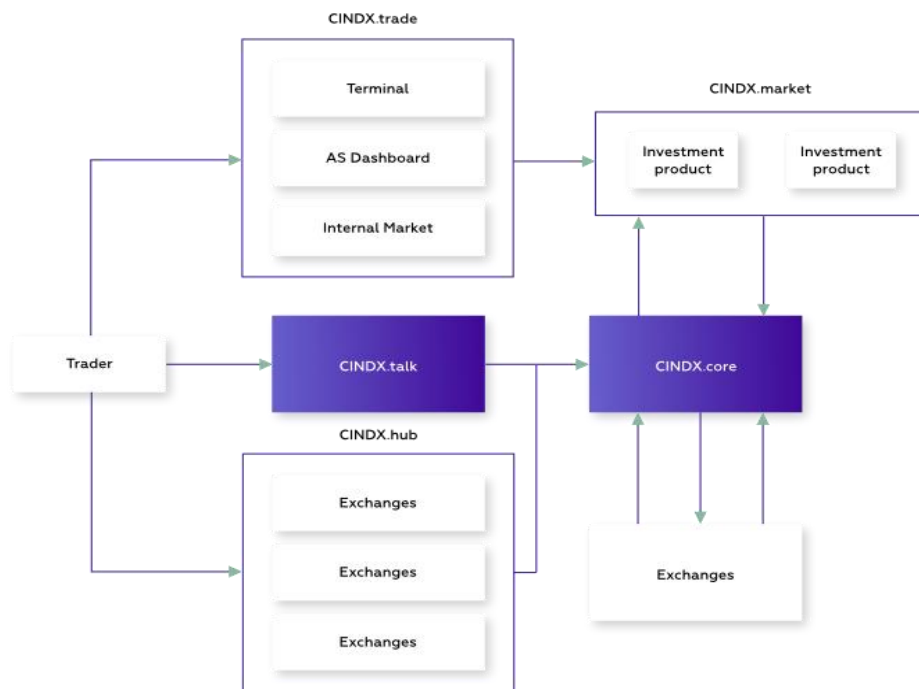 CINDX.trade
Terminal
AS Dashboard
Internal Market
CINDX.market
Investment
product
Investment
product
Trader
CINDX.talk
CINDX.core
CINDX.hub
Exchanges
Exchanges
Exchanges
Exchanges